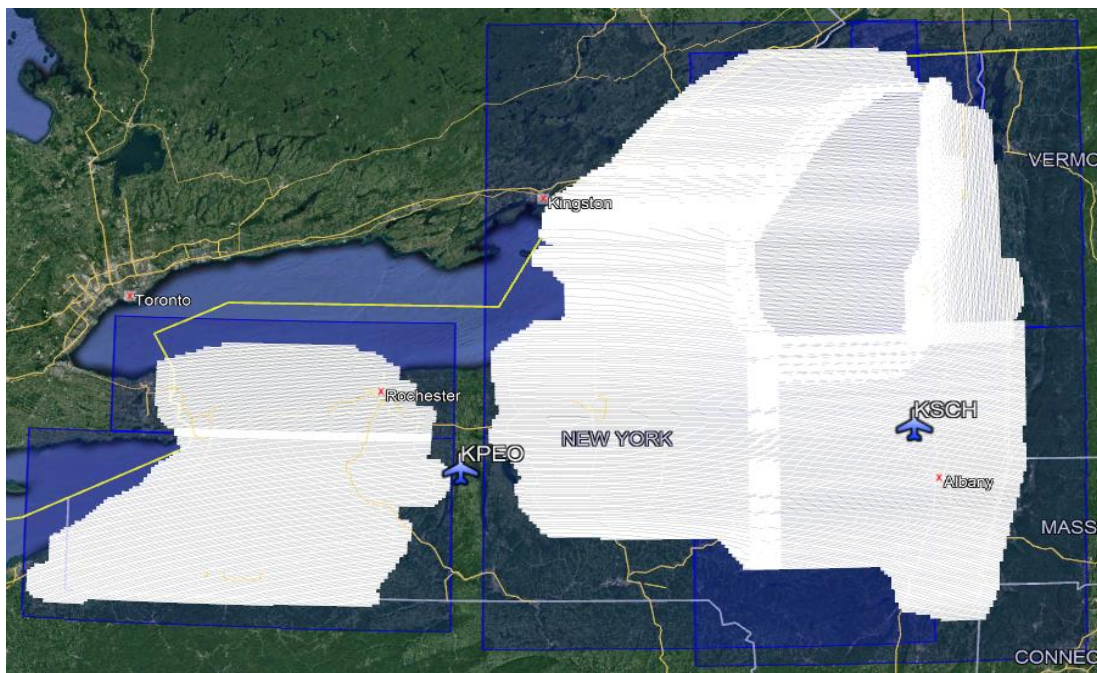 VERMO
Kingston
Toronto
Rochester
KSCH
NEW YORK
KPEO
Albany
MASS
CONNEC